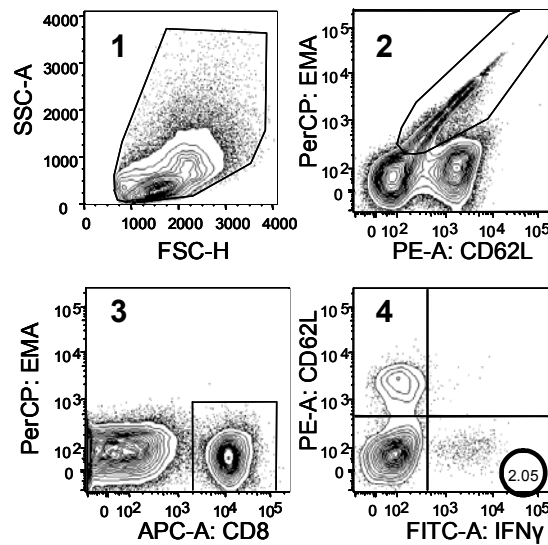 1
SSC-A
4000
3000
2000
1000
0
0 1000 2000 3000 4000
FSC-H
2
PerCP: EMA
10^5
10^4
10^2
0
0 10^2 10^3 10^4 10^5
PE-A: CD62L
3
PerCP: EMA
10^5
10^4
10^3
10^2
0
0 10^2 10^3 10^4 10^5
APC-A: CD8
4
PE-A: CD62L
10^5
10^4
10^3
10^2
0
2.05
0 10^2 10^3 10^4 10^5
FITC-A: IFNγ